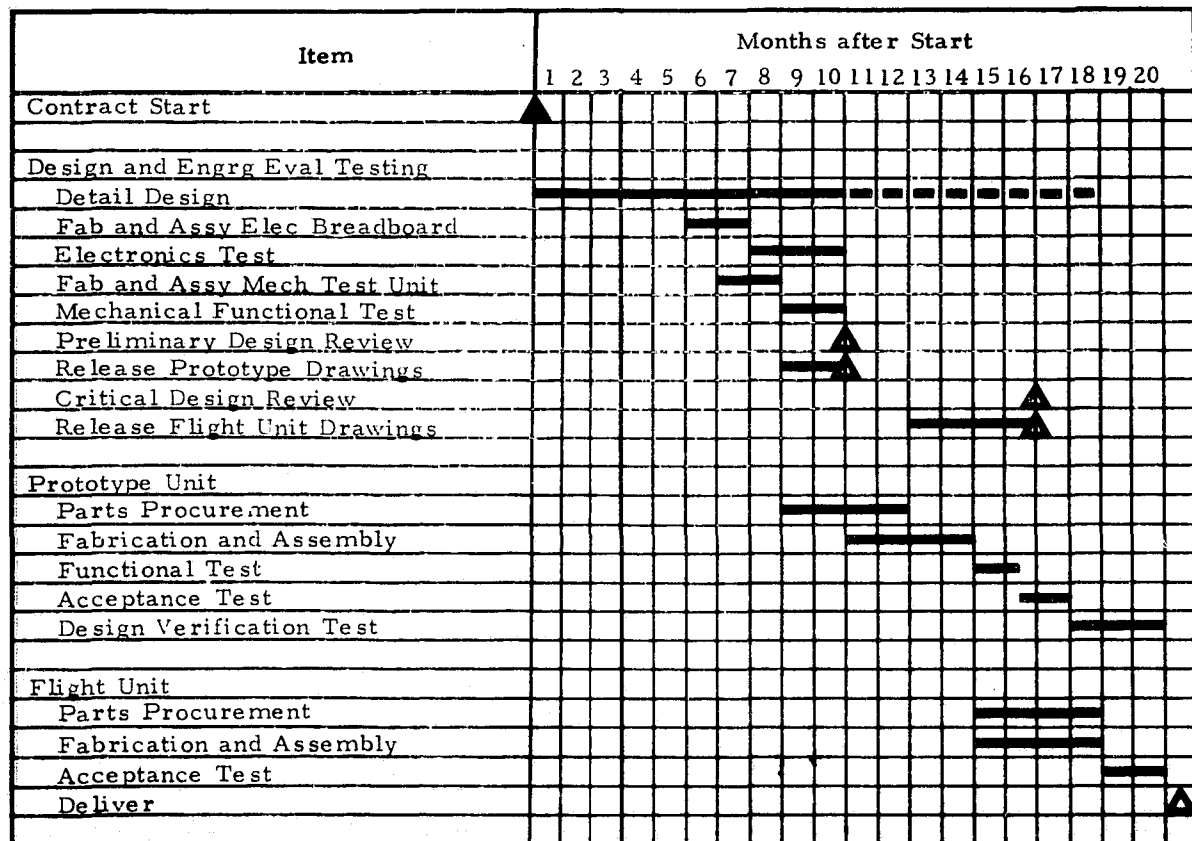 Item
Months after Start
1 2 3 4 5 6 7 8 9 10 11 12 13 14 15 16 17 18 19 20
Contract Start
Design and Engrg Eval Testing
Detail Design
Fab and Assy Elec Breadboard
Electronics Test
Fab and Assy Mech Test Unit
Mechanical Functional Test
Preliminary Design Review
Release Prototype Drawings
Critical Design Review
Release Flight Unit Drawings
Prototype Unit
Parts Procurement
Fabrication and Assembly
Functional Test
Acceptance Test
Design Verification Test
Flight Unit
Parts Procurement
Fabrication and Assembly
Acceptance Test
Deliver